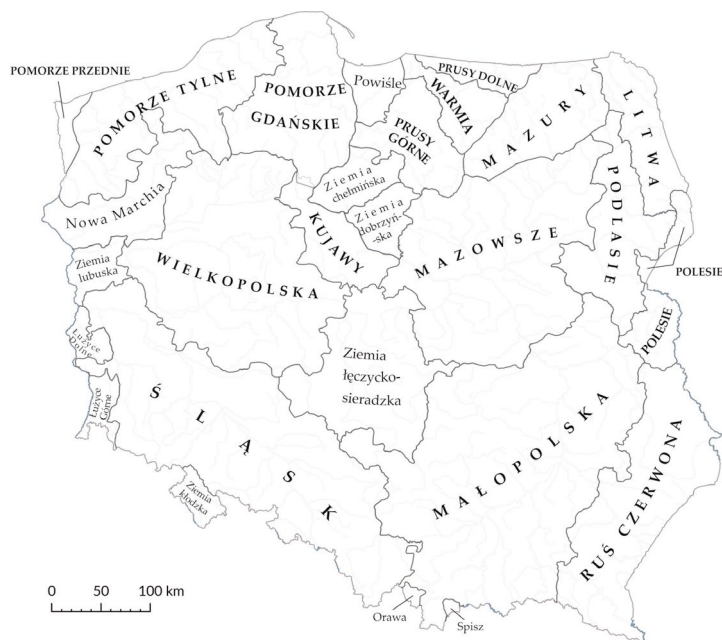 POMORZE PRZEDNIE
POMORZE TYLNE
POMORZE
GDAŃSKIE
Powiśle
PRUSY DOLNE
WARMIA
PRUSY
GÓRNE
MAZURY
LITWA
Nowa Marchia
Ziemia
chełmińska
Ziemia
dobrzyń-
-ska
PODLASIE
Ziemia
lubuska
WIELKOPOLSKA
KUJAWY
MAZOWSZE
POLESIE
POLESIE
Łużyce
Dolne
Ziemia
łęczycko-
sieradzka
Łużyce
Górne
ŚLĄSK
MAŁOPOLSKA
RUŚ CZERWONA
Ziemia
kłodzka
0 50 100 km
Orawa
Spisz